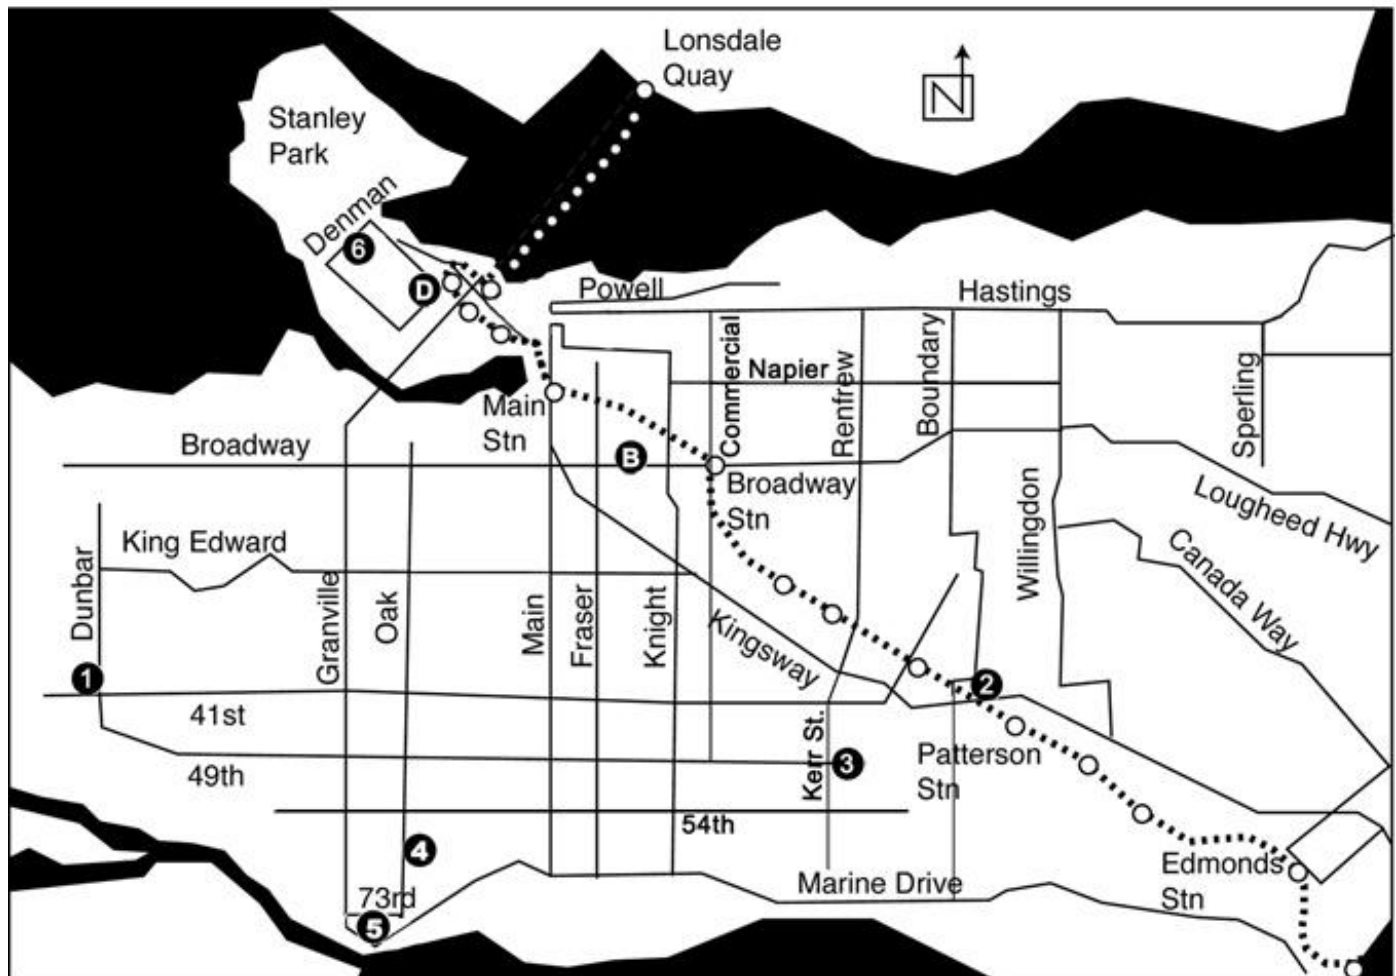 Lonsdale
Quay
N
Stanley
Park
Denman
6
D
Powell
Hastings
Commercial
Napier
Renfrew
Boundary
Sperling
Main
Stn
Broadway
B
Broadway
Stn
Willingdon
Lougheed Hwy
King Edward
Canada Way
Dunbar
Granville
Oak
Main
Fraser
Knight
Kingsway
1
2
41st
Kerr St.
Patterson
Stn
49th
3
54th
4
Edmonds
Stn
Marine Drive
73rd
5